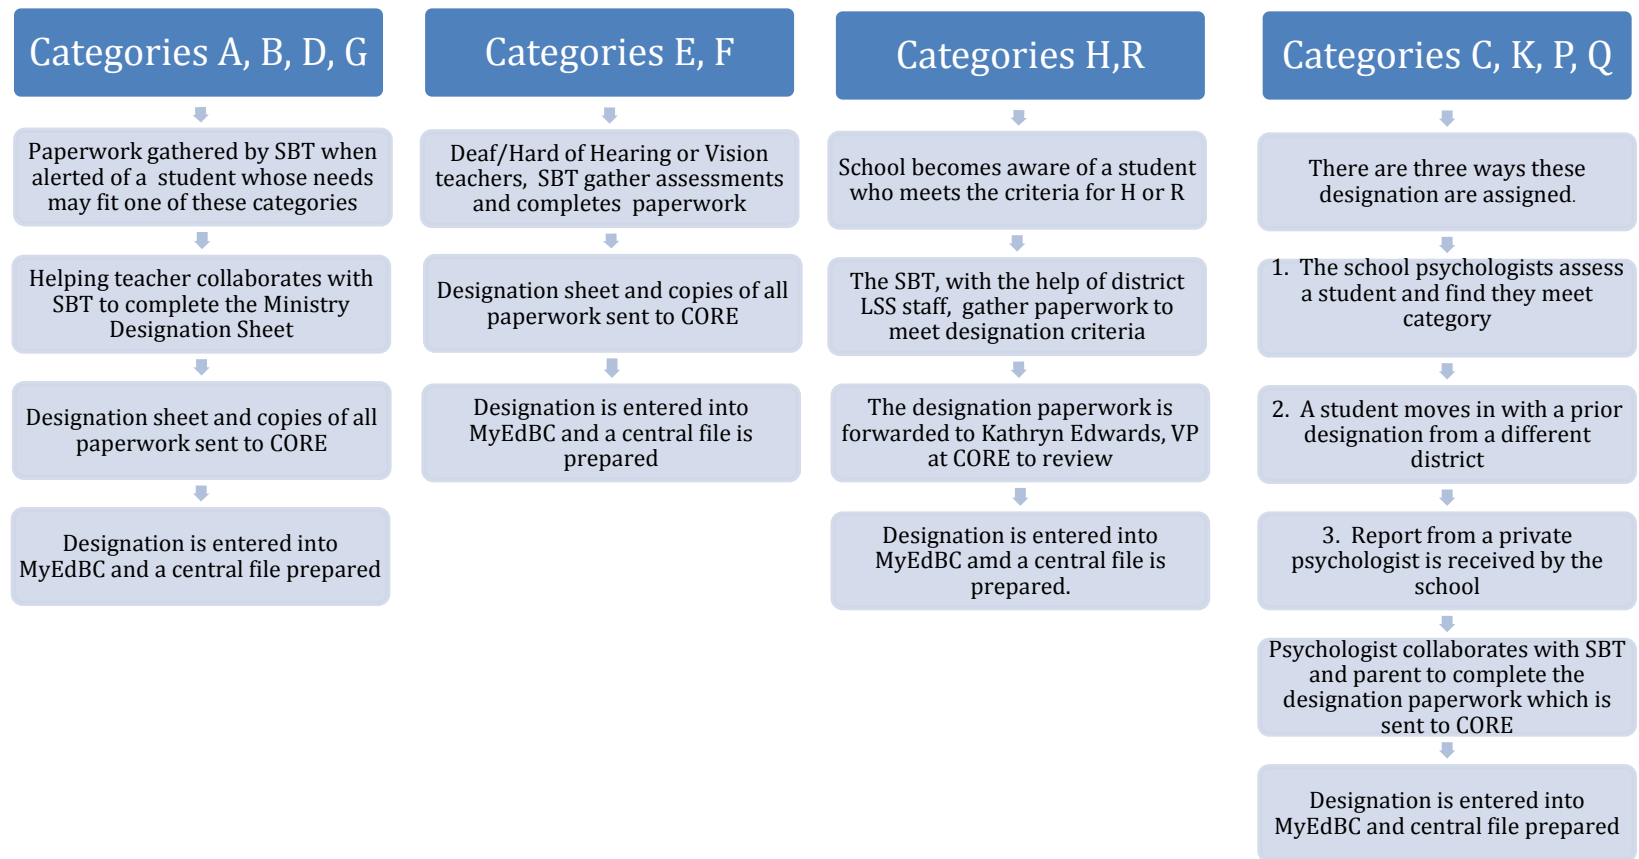 Categories A, B, D, G
Paperwork gathered by SBT when
alerted of a student whose needs
may fit one of these categories
Helping teacher collaborates with
SBT to complete the Ministry
Designation Sheet
Designation sheet and copies of all
paperwork sent to CORE
Designation is entered into
MyEdBC and a central file prepared
Categories E, F
Deaf/Hard of Hearing or Vision
teachers, SBT gather assessments
and completes paperwork
Designation sheet and copies of all
paperwork sent to CORE
Designation is entered into
MyEdBC and a central file is
prepared
Categories H,R
School becomes aware of a student
who meets the criteria for H or R
The SBT, with the help of district
LSS staff, gather paperwork to
meet designation criteria
The designation paperwork is
forwarded to Kathryn Edwards, VP
at CORE to review
Designation is entered into
MyEdBC amd a central file is
prepared.
Categories C, K, P, Q
There are three ways these
designation are assigned.
1. The school psychologists assess
a student and find they meet
category
2. A student moves in with a prior
designation from a different
district
3. Report from a private
psychologist is received by the
school
Psychologist collaborates with SBT
and parent to complete the
designation paperwork which is
sent to CORE
Designation is entered into
MyEdBC and central file prepared